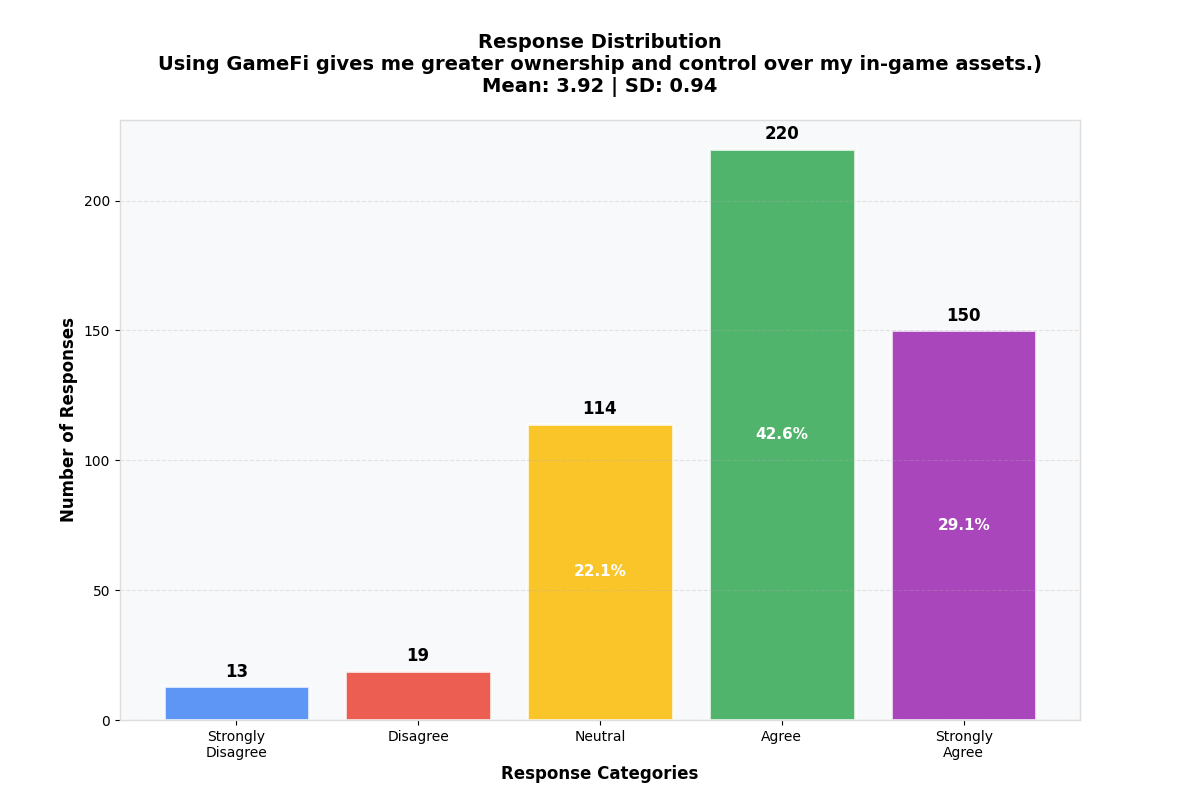 Response Distribution
Using GameFi gives me greater ownership and control over my in-game assets.)
Mean: 3.92 | SD: 0.94
220
200
150
150
114
42.6%
100
29.1%
22.1%
50
19
13
0
Strongly
Disagree
Disagree
Neutral
Agree
Strongly
Agree
Number of Responses
Response Categories